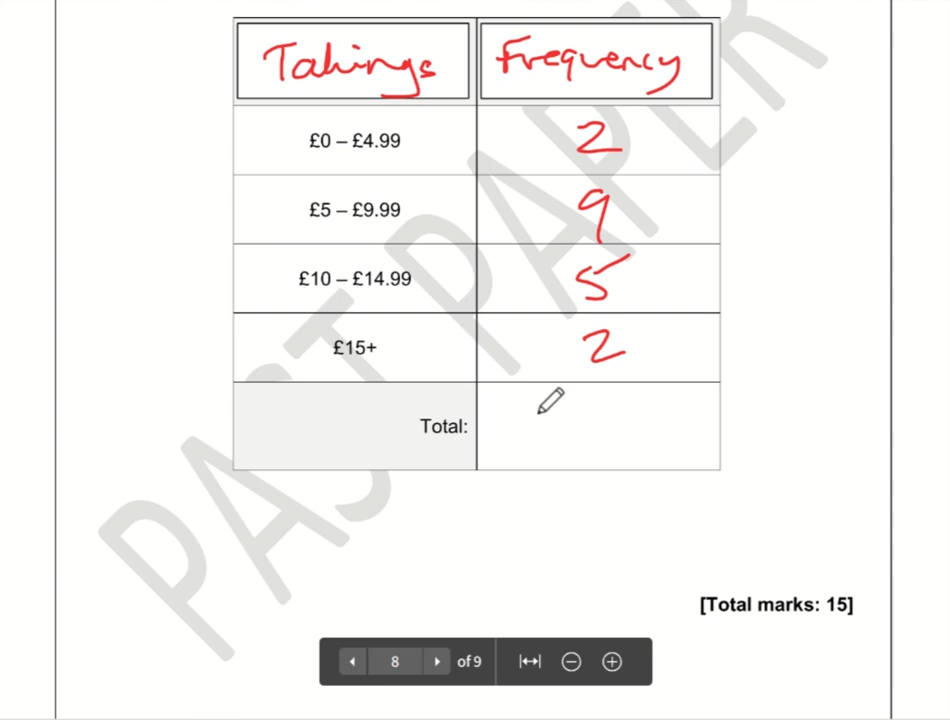 Takings Frequency
£0 – £4.99 2
£5 – £9.99 9
£10 – £14.99 5
£15+ 2
Total:
PAST PAPER
[Total marks: 15]
8 of 9